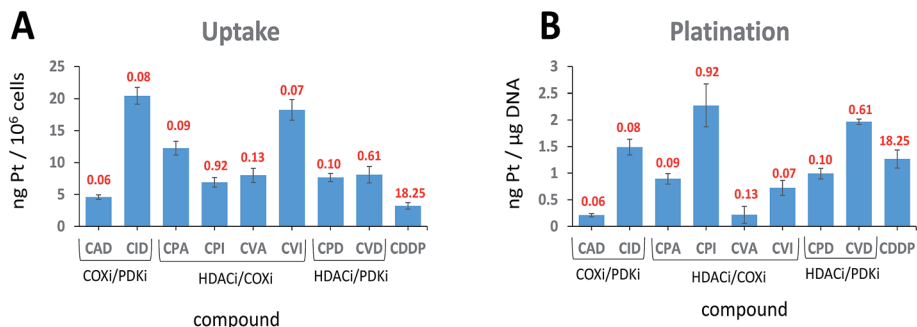 A
Uptake
ng Pt / 10⁶ cells
25
20
15
10
5
0
0.06
0.08
0.09
0.92
0.13
0.07
0.10
0.61
18.25
CAD CID CPA CPI CVA CVI CPD CVD CDDP
COXi/PDKi HDACi/COXi HDACi/PDKi
compound
B
Platination
ng Pt / µg DNA
3
2.5
2
1.5
1
0.5
0
0.06
0.08
0.09
0.92
0.13
0.07
0.10
0.61
18.25
CAD CID CPA CPI CVA CVI CPD CVD CDDP
COXi/PDKi HDACi/COXi HDACi/PDKi
compound